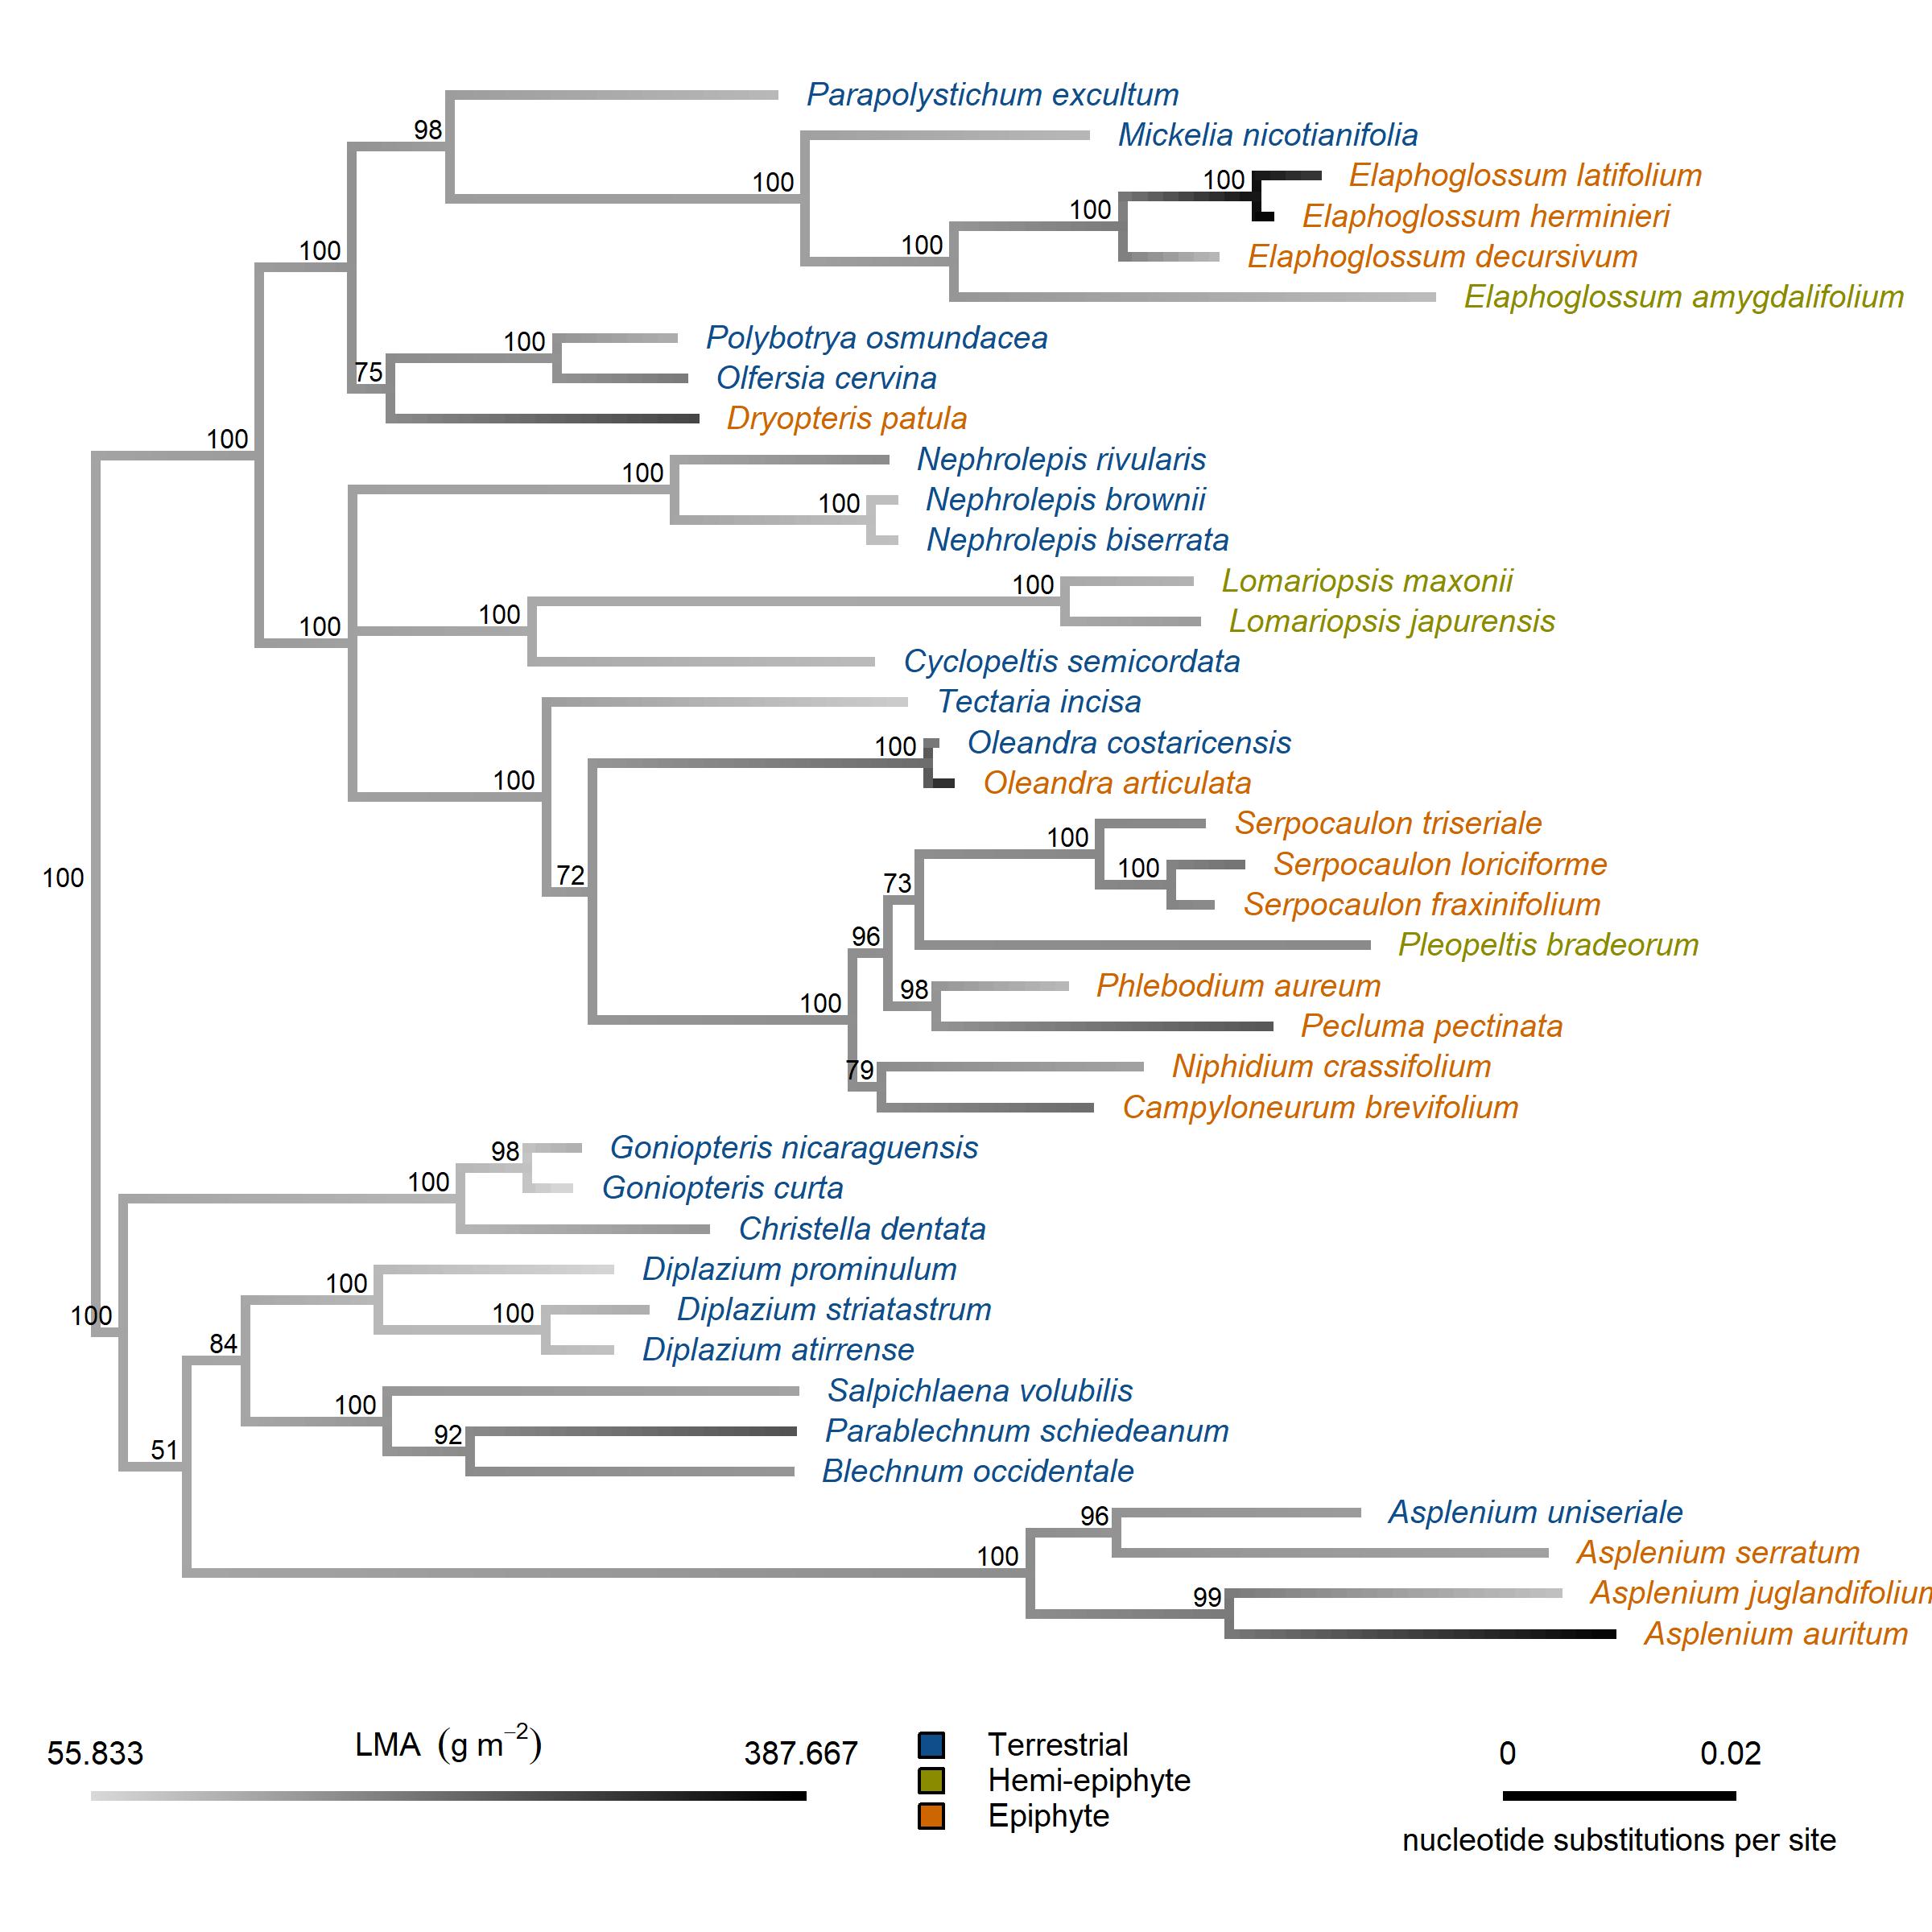 Parapolystichum excultum
98
Mickelia nicotianifolia
100
Elaphoglossum latifolium
100
Elaphoglossum herminieri
100
Elaphoglossum decursivum
100
100
Elaphoglossum amygdalifolium
Polybotrya osmundacea
100
Olfersia cervina
75
Dryopteris patula
100
Nephrolepis rivularis
100
Nephrolepis brownii
100
Nephrolepis biserrata
Lomariopsis maxonii
100
Lomariopsis japurensis
100
100
Cyclopeltis semicordata
Tectaria incisa
Oleandra costaricensis
100
Oleandra articulata
100
Serpocaulon triseriale
100
Serpocaulon loriciforme
100
72
73
100
Serpocaulon fraxinifolium
96
Pleopeltis bradeorum
Phlebodium aureum
98
100
Pecluma pectinata
Niphidium crassifolium
79
Campyloneurum brevifolium
Goniopteris nicaraguensis
98
Goniopteris curta
100
Christella dentata
Diplazium prominulum
100
Diplazium striatastrum
100
100
84
Diplazium atirrense
Salpichlaena volubilis
100
Parablechnum schiedeanum
92
51
Blechnum occidentale
Asplenium uniseriale
96
Asplenium serratum
100
Asplenium juglandifoliun
99
Asplenium auritum
55.833
LMA (g m−2)
387.667
Terrestrial
Hemi-epiphyte
Epiphyte
0
0.02
nucleotide substitutions per site